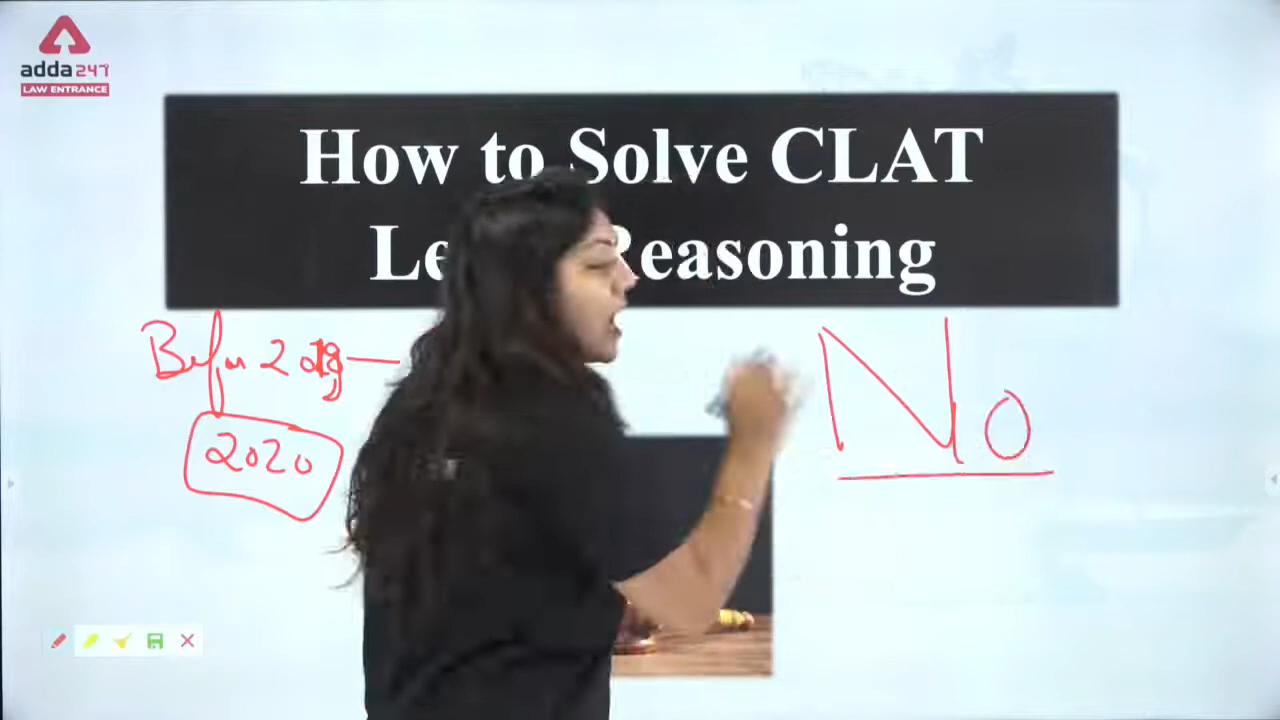 adda247
LAW ENTRANCE
How to Solve CLAT
Reasoning
2020
No